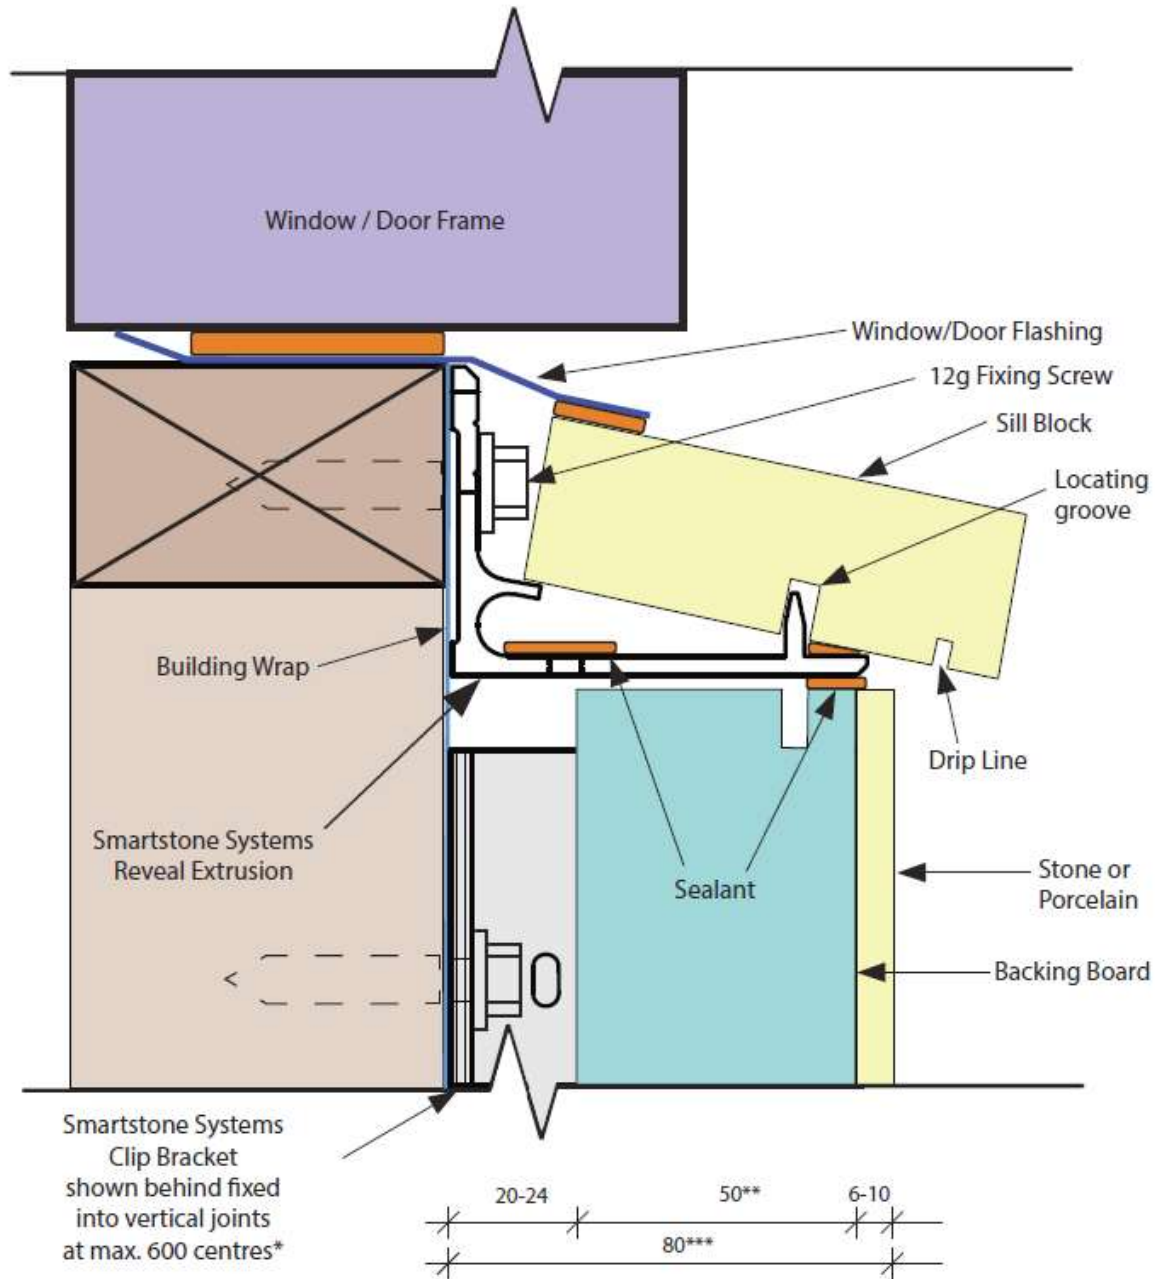 Window / Door Frame
Window/Door Flashing
12g Fixing Screw
Sill Block
Locating
groove
Building Wrap
Drip Line
Smartstone Systems
Reveal Extrusion
Sealant
Stone or
Porcelain
Backing Board
Smartstone Systems
Clip Bracket
shown behind fixed
into vertical joints
at max. 600 centres*
20-24
50**
6-10
80***